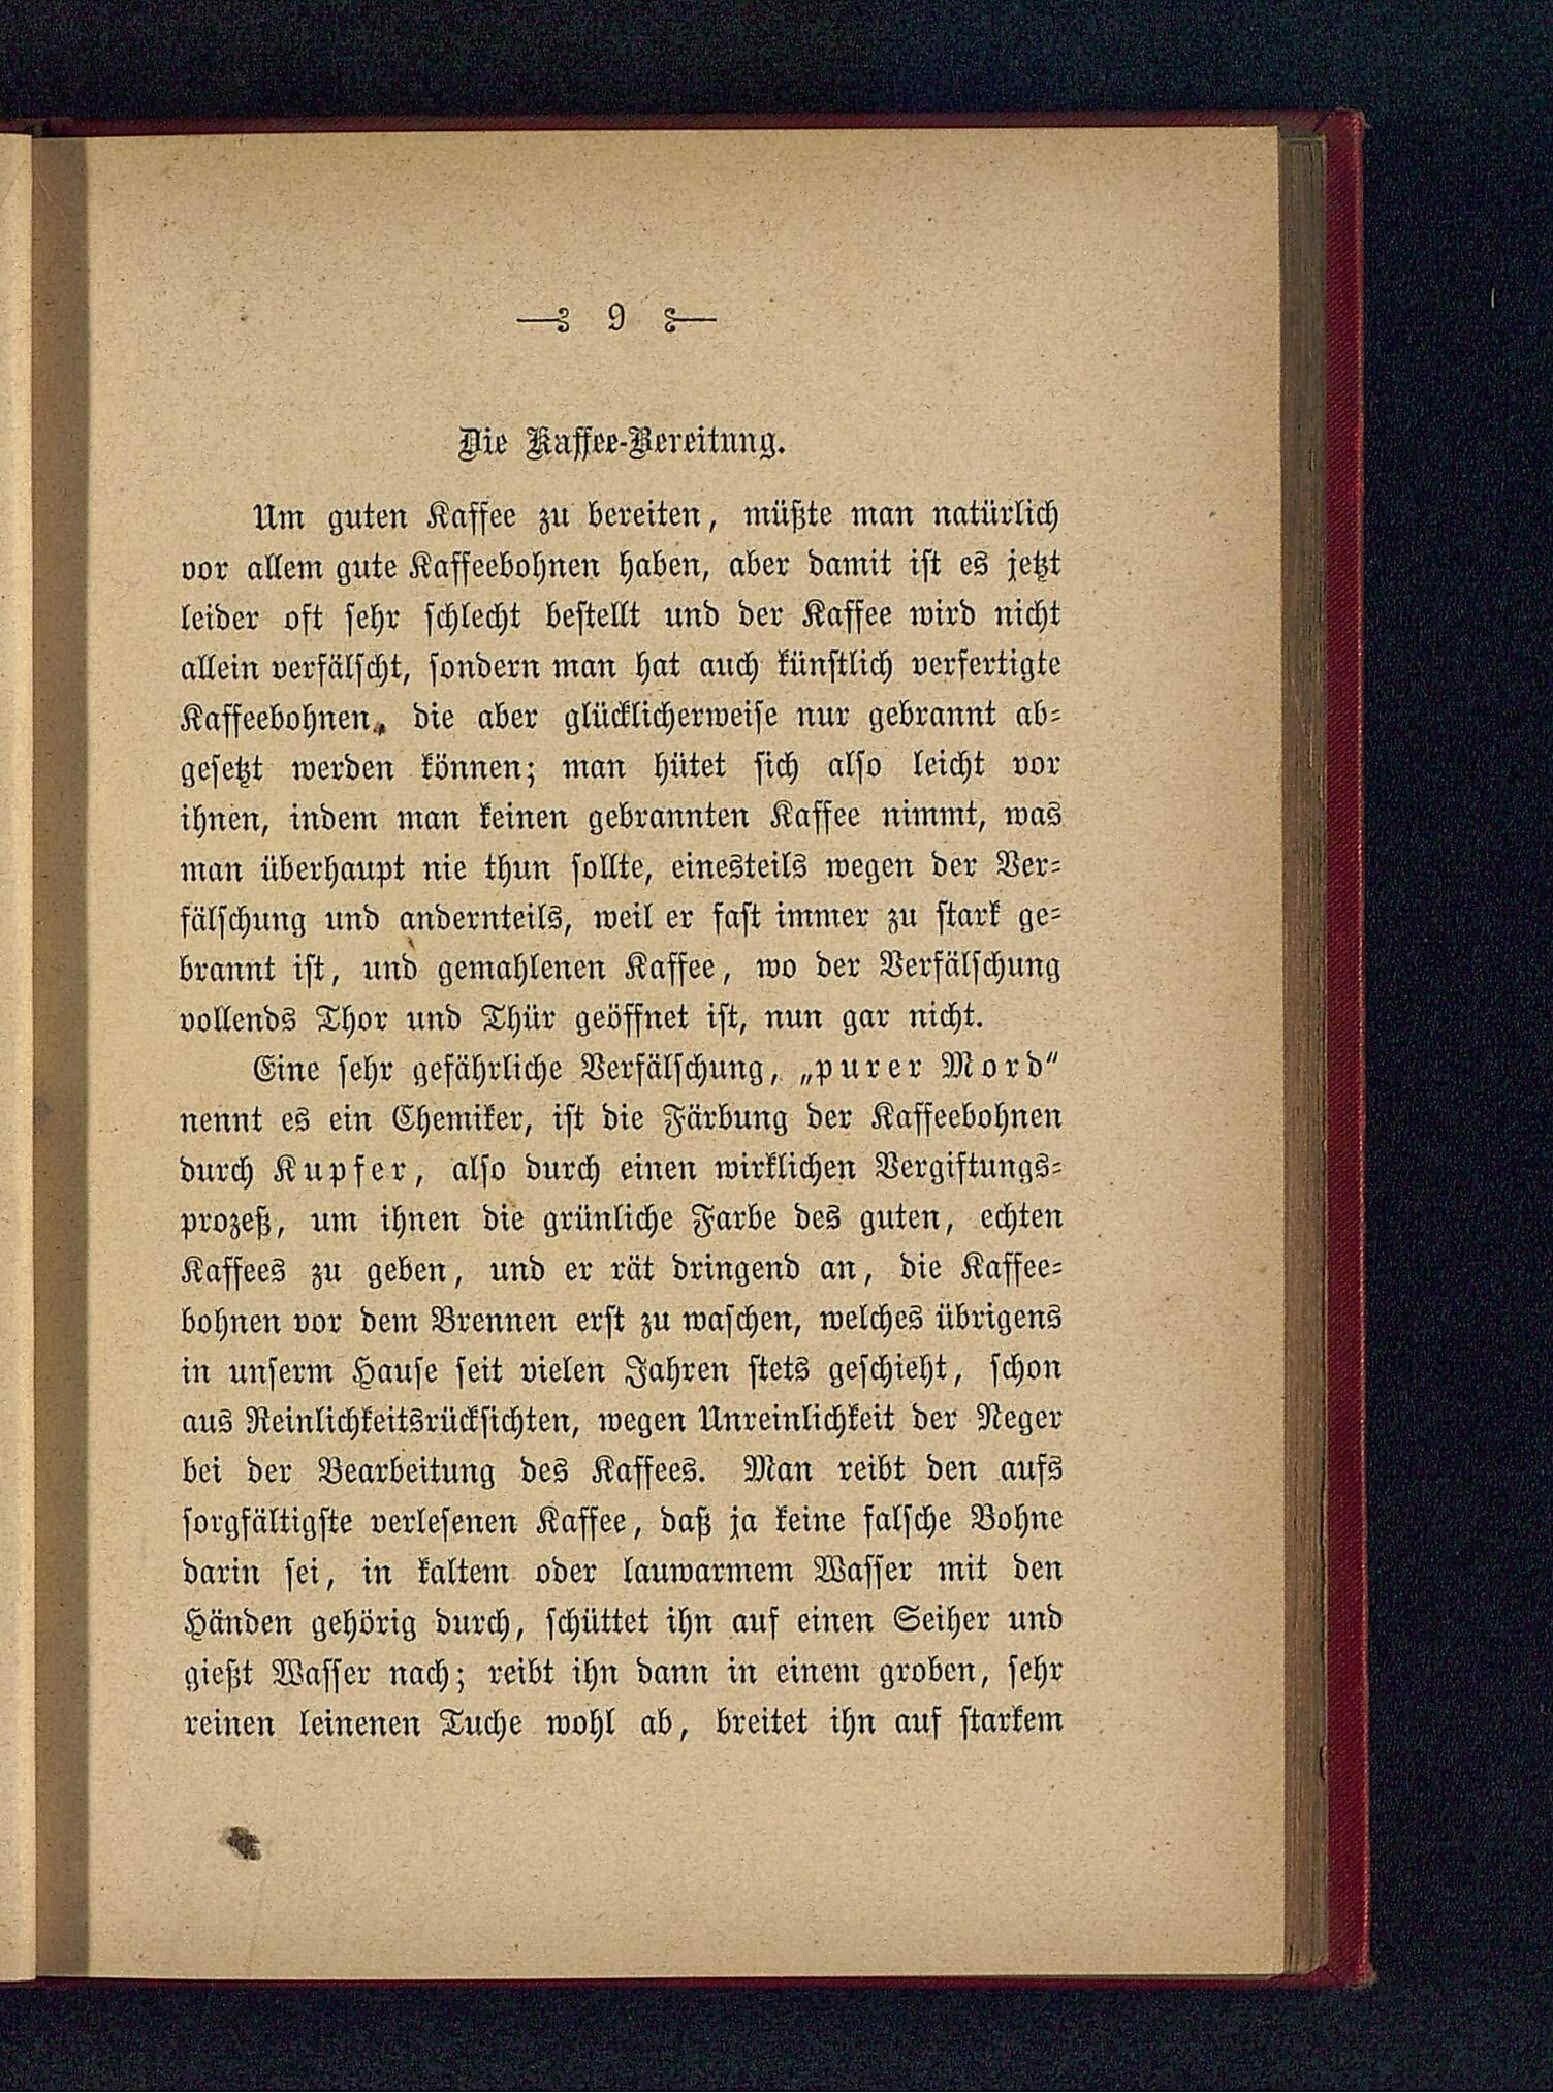 9
Die Kaffee-Bereitung.
Um guten Kaffee zu bereiten, müßte man natürlich
vor allem gute Kaffeebohnen haben, aber damit ist es jetzt
leider oft sehr schlecht bestellt und der Kaffee wird nicht
allein verfälscht, sondern man hat auch künstlich verfertigte
Kaffeebohnen, die aber glücklicherweise nur gebrannt ab-
gesetzt werden können; man hütet sich also leicht vor
ihnen, indem man keinen gebrannten Kaffee nimmt, was
man überhaupt nie thun sollte, einesteils wegen der Ver-
fälschung und andernteils, weil er fast immer zu stark ge-
brannt ist, und gemahlenen Kaffee, wo der Verfälschung
vollends Thor und Thür geöffnet ist, nun gar nicht.
Eine sehr gefährliche Verfälschung, „purer Mord“
nennt es ein Chemiker, ist die Färbung der Kaffeebohnen
durch Kupfer, also durch einen wirklichen Vergiftungs-
prozeß, um ihnen die grünliche Farbe des guten, echten
Kaffees zu geben, und er rät dringend an, die Kaffee-
bohnen vor dem Brennen erst zu waschen, welches übrigens
in unserm Hause seit vielen Jahren stets geschieht, schon
aus Reinlichkeitsrücksichten, wegen Unreinlichkeit der Neger
bei der Bearbeitung des Kaffees. Man reibt den aufs
sorgfältigste verlesenen Kaffee, daß ja keine falsche Bohne
darin sei, in kaltem oder lauwarmem Wasser mit den
Händen gehörig durch, schüttet ihn auf einen Seiher und
gießt Wasser nach; reibt ihn dann in einem groben, sehr
reinen leinenen Tuche wohl ab, breitet ihn auf starkem